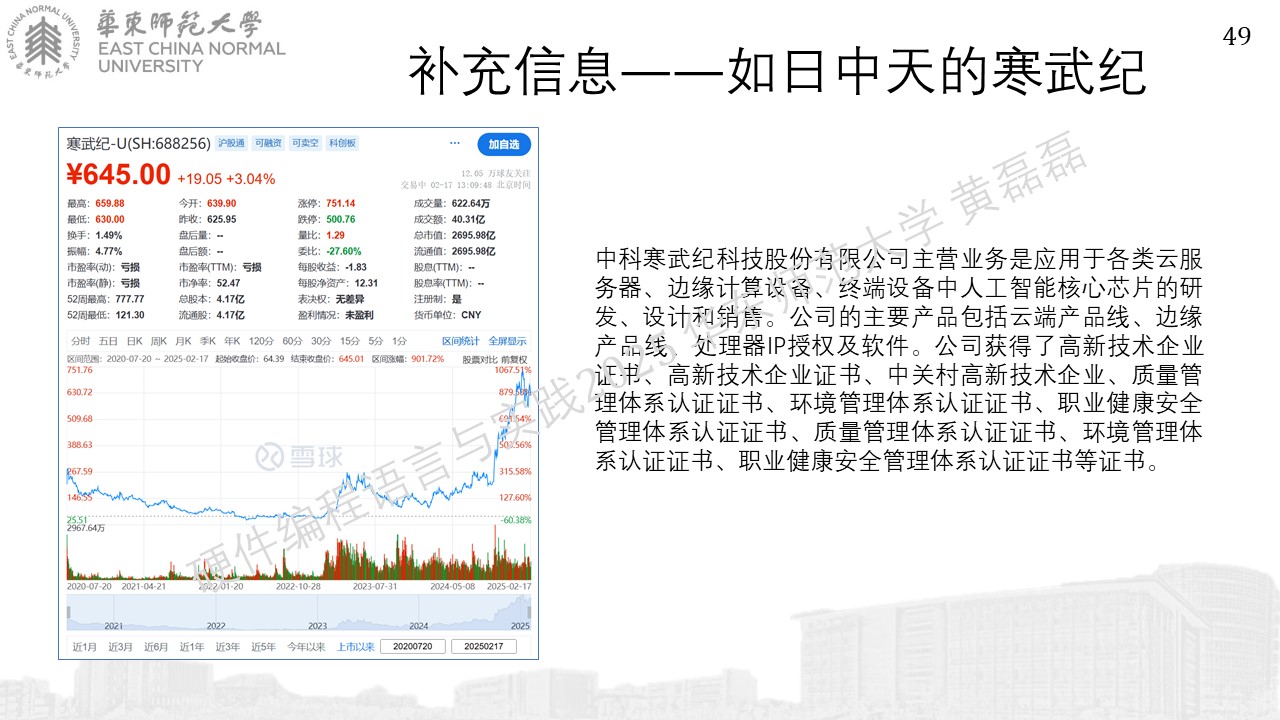 華東師範大學
EAST CHINA NORMAL
UNIVERSITY
EAST CHINA NORMAL UNIVERSITY
華東師範大學
49
补充信息——如日中天的寒武纪
寒武纪-U(SH:688256) 沪股通 可融资 可卖空 科创板 ··· 加自选
¥645.00 +19.05 +3.04%
12.05 万球友关注
交易中 02-17 13:09:48 北京时间
最高：659.88 今开：639.90 涨停：751.14 成交量：622.64万
最低：630.00 昨收：625.95 跌停：500.76 成交额：40.31亿
换手：1.49% 盘后量：-- 量比：1.29 总市值：2695.98亿
振幅：4.77% 盘后额：-- 委比：-27.60% 流通值：2695.98亿
市盈率(动)：亏损 市盈率(TTM)：亏损 每股收益：-1.83 股息(TTM)：--
市盈率(静)：亏损 市净率：52.47 每股净资产：12.31 股息率(TTM)：--
52周最高：777.77 总股本：4.17亿 表决权：无差异 注册制：是
52周最低：121.30 流通股：4.17亿 盈利情况：未盈利 货币单位：CNY
分时 五日 日K 周K 月K 季K 年K 120分 60分 30分 15分 5分 1分 区间统计 全屏显示
区间范围：2020-07-20 ~ 2025-02-17 起始收盘价：64.39 结束收盘价：645.01 区间涨幅：901.72% 股票对比 前复权
751.76 1067.51%
630.72
509.68
388.63 503.56%
雪球
267.59 315.58%
146.55 127.60%
25.51 -60.38%
2967.64万
2020-07-20 2021-04-21 2022-01-20 2022-10-28 2023-07-31 2024-05-08 2025-02-17
2021 2022 2023 2024 2025
近1月 近3月 近6月 近1年 近3年 近5年 今年以来 上市以来 20200720 20250217
中科寒武纪科技股份有限公司主营业务是应用于各类云服
务器、边缘计算设备、终端设备中人工智能核心芯片的研
发、设计和销售。公司的主要产品包括云端产品线、边缘
产品线、处理器IP授权及软件。公司获得了高新技术企业
证书、高新技术企业证书、中关村高新技术企业、质量管
理体系认证证书、环境管理体系认证证书、职业健康安全
管理体系认证证书、质量管理体系认证证书、环境管理体
系认证证书、职业健康安全管理体系认证证书等证书。
硬件编程语言与实践2025 华东师范大学 黄磊磊